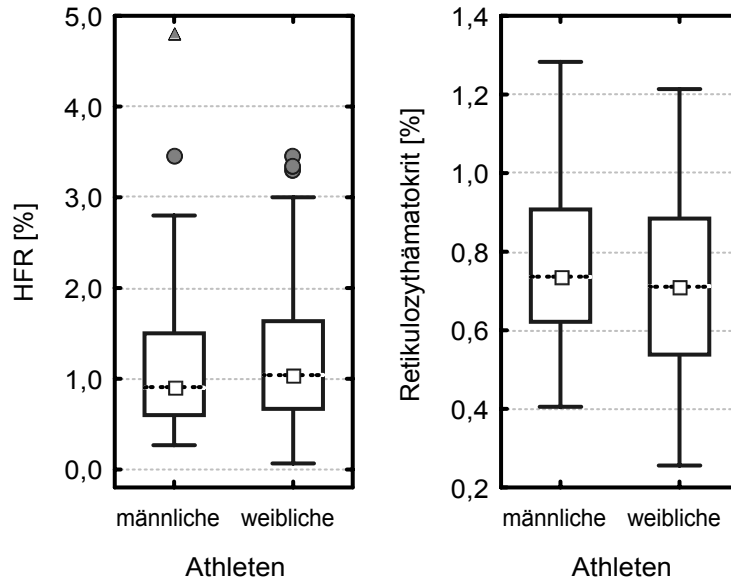 HFR [%]
5,0
4,0
3,0
2,0
1,0
0,0
männliche weibliche
Athleten
Retikulozythämatokrit [%]
1,4
1,2
1,0
0,8
0,6
0,4
0,2
männliche weibliche
Athleten